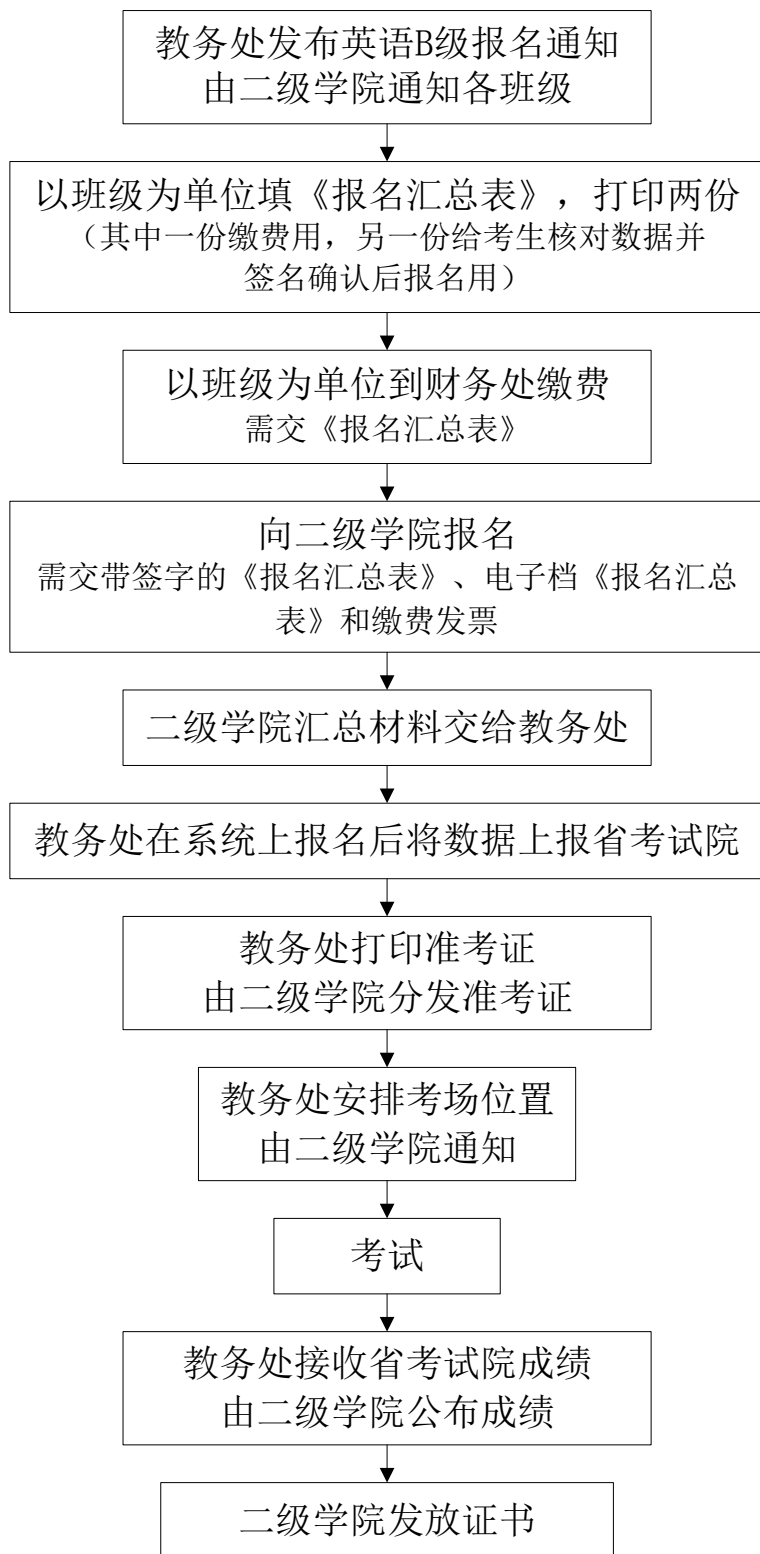 教务处发布英语B级报名通知
由二级学院通知各班级
以班级为单位填《报名汇总表》，打印两份
（其中一份缴费用，另一份给考生核对数据并
签名确认后报名用）
以班级为单位到财务处缴费
需交《报名汇总表》
向二级学院报名
需交带签字的《报名汇总表》、电子档《报名汇总
表》和缴费发票
二级学院汇总材料交给教务处
教务处在系统上报名后将数据上报省考试院
教务处打印准考证
由二级学院分发准考证
教务处安排考场位置
由二级学院通知
考试
教务处接收省考试院成绩
由二级学院公布成绩
二级学院发放证书